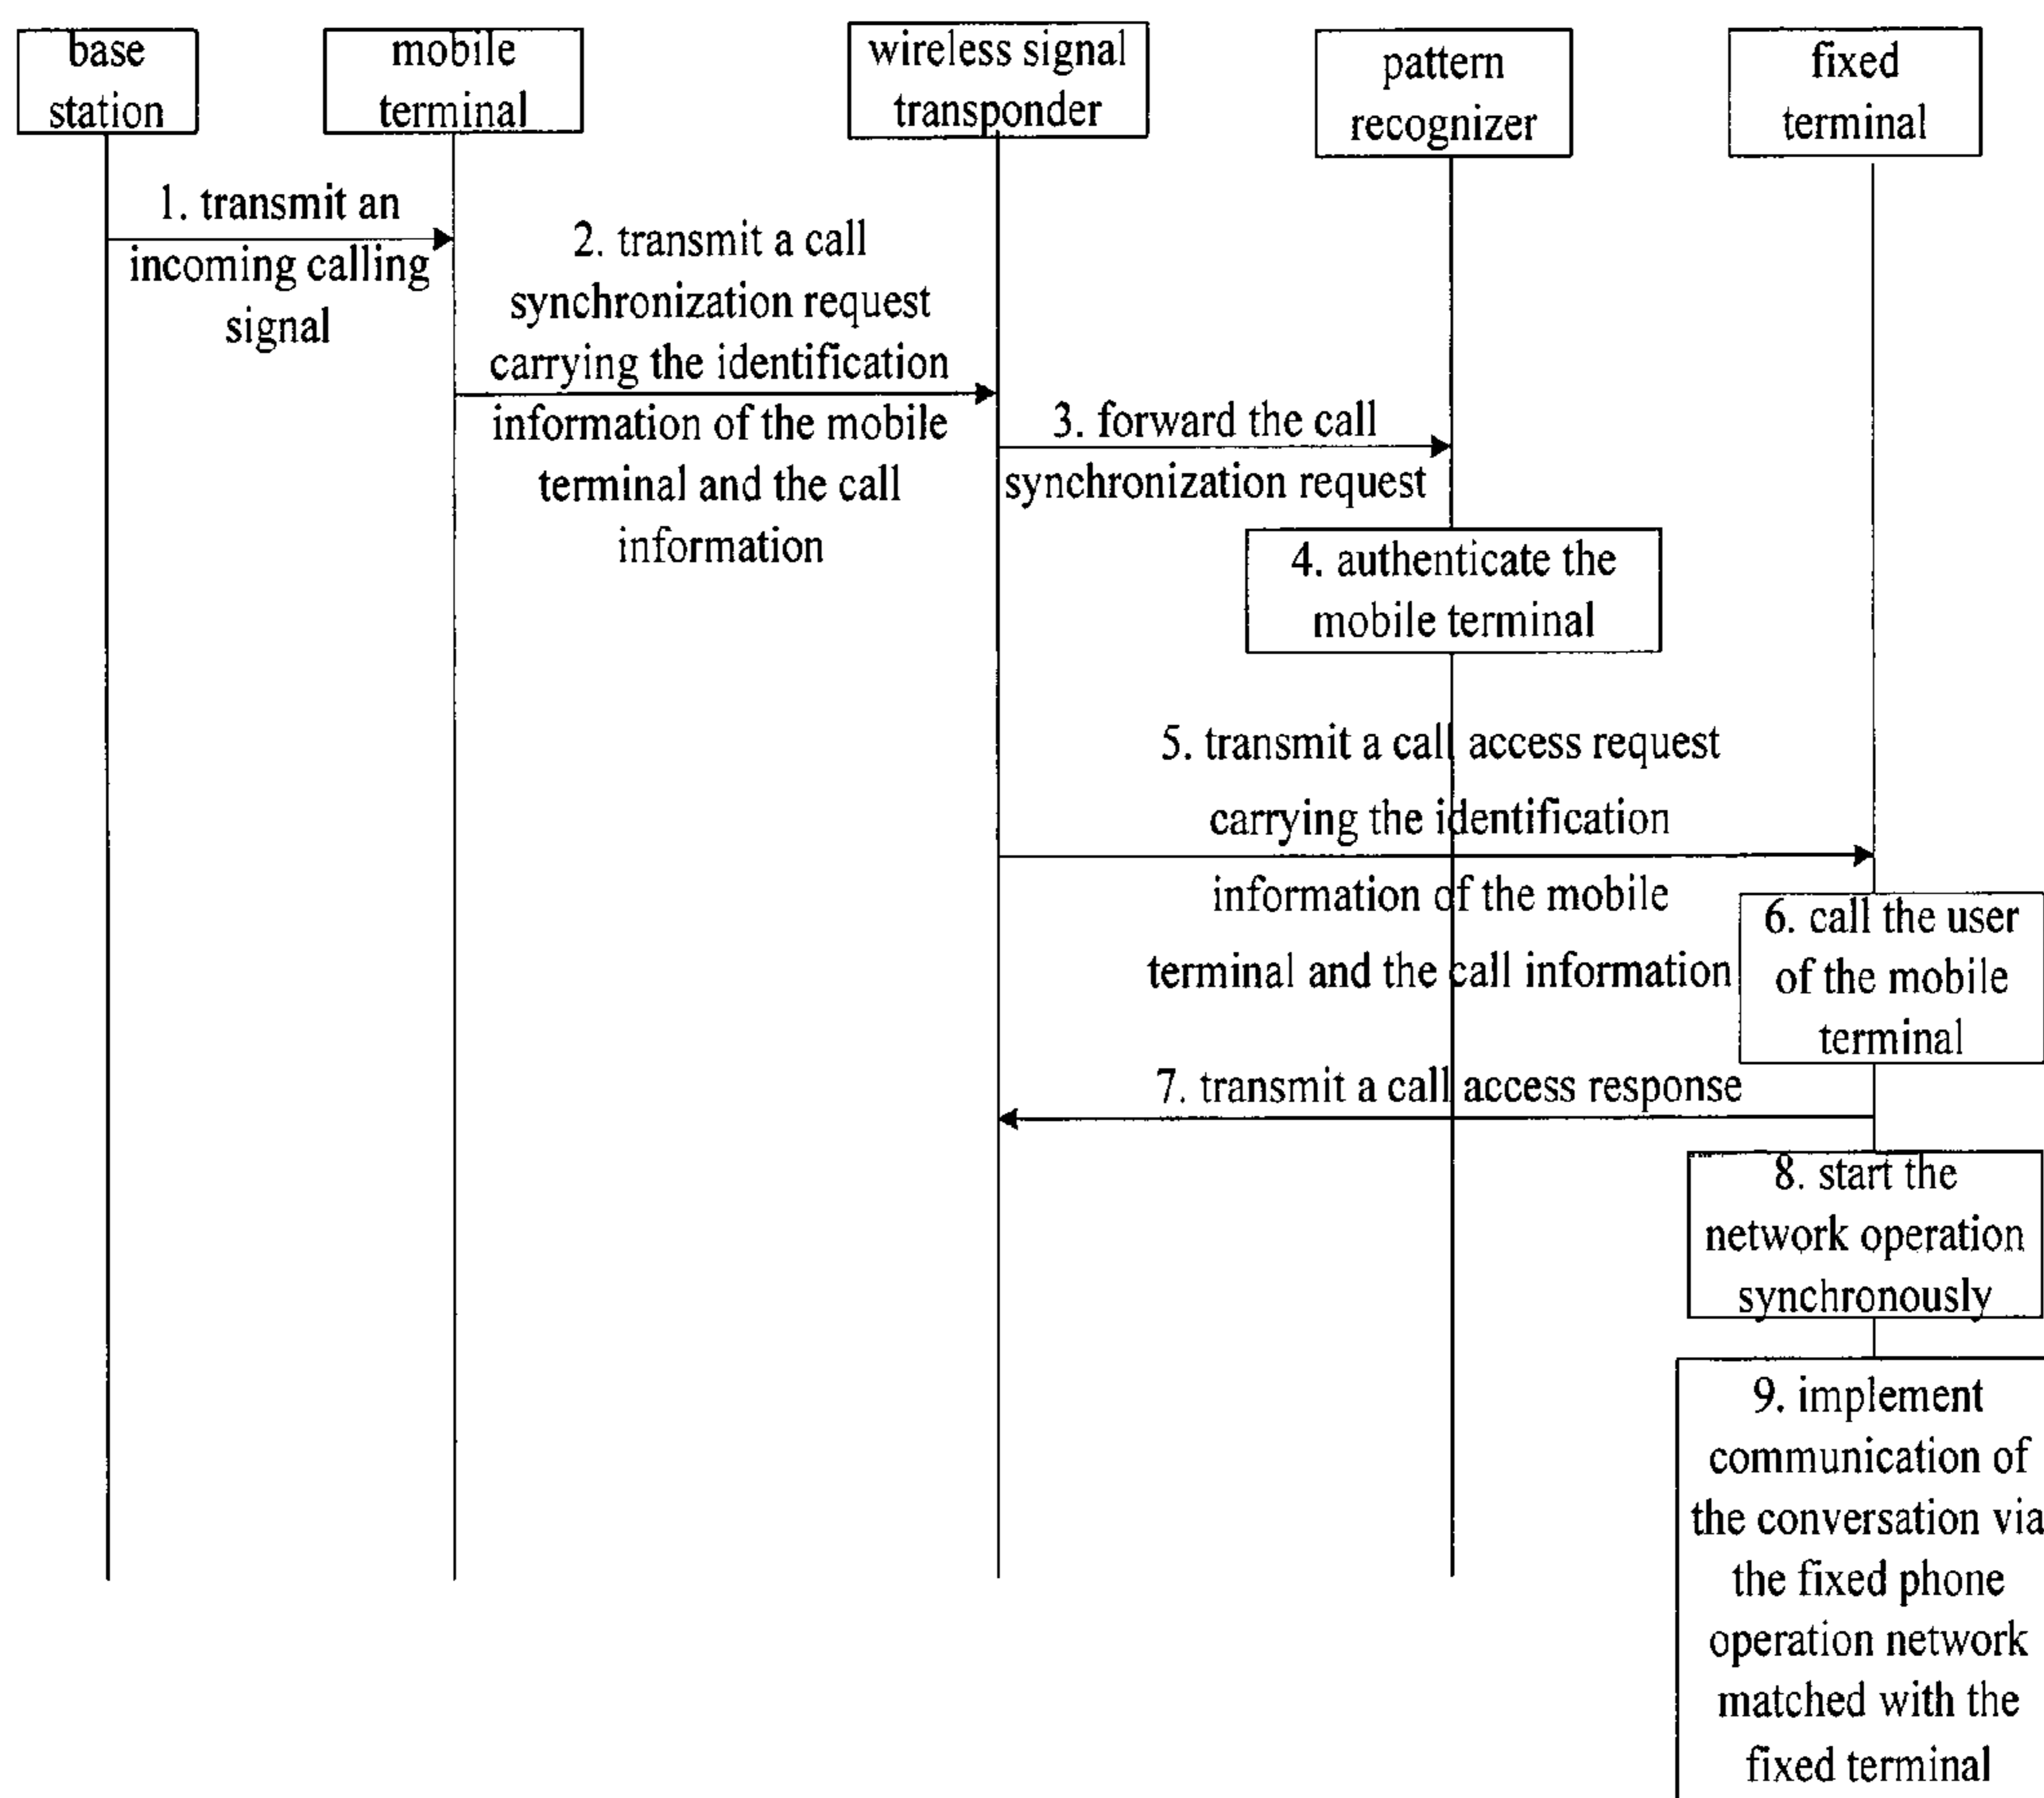 base
station
mobile
terminal
wireless signal
transponder
pattern
recognizer
fixed
terminal
1. transmit an
incoming calling
signal
2. transmit a call
synchronization request
carrying the identification
information of the mobile
terminal and the call
information
3. forward the call
synchronization request
4. authenticate the
mobile terminal
5. transmit a call access request
carrying the identification
information of the mobile
terminal and the call information
6. call the user
of the mobile
terminal
7. transmit a call access response
8. start the
network operation
synchronously
9. implement
communication of
the conversation via
the fixed phone
operation network
matched with the
fixed terminal